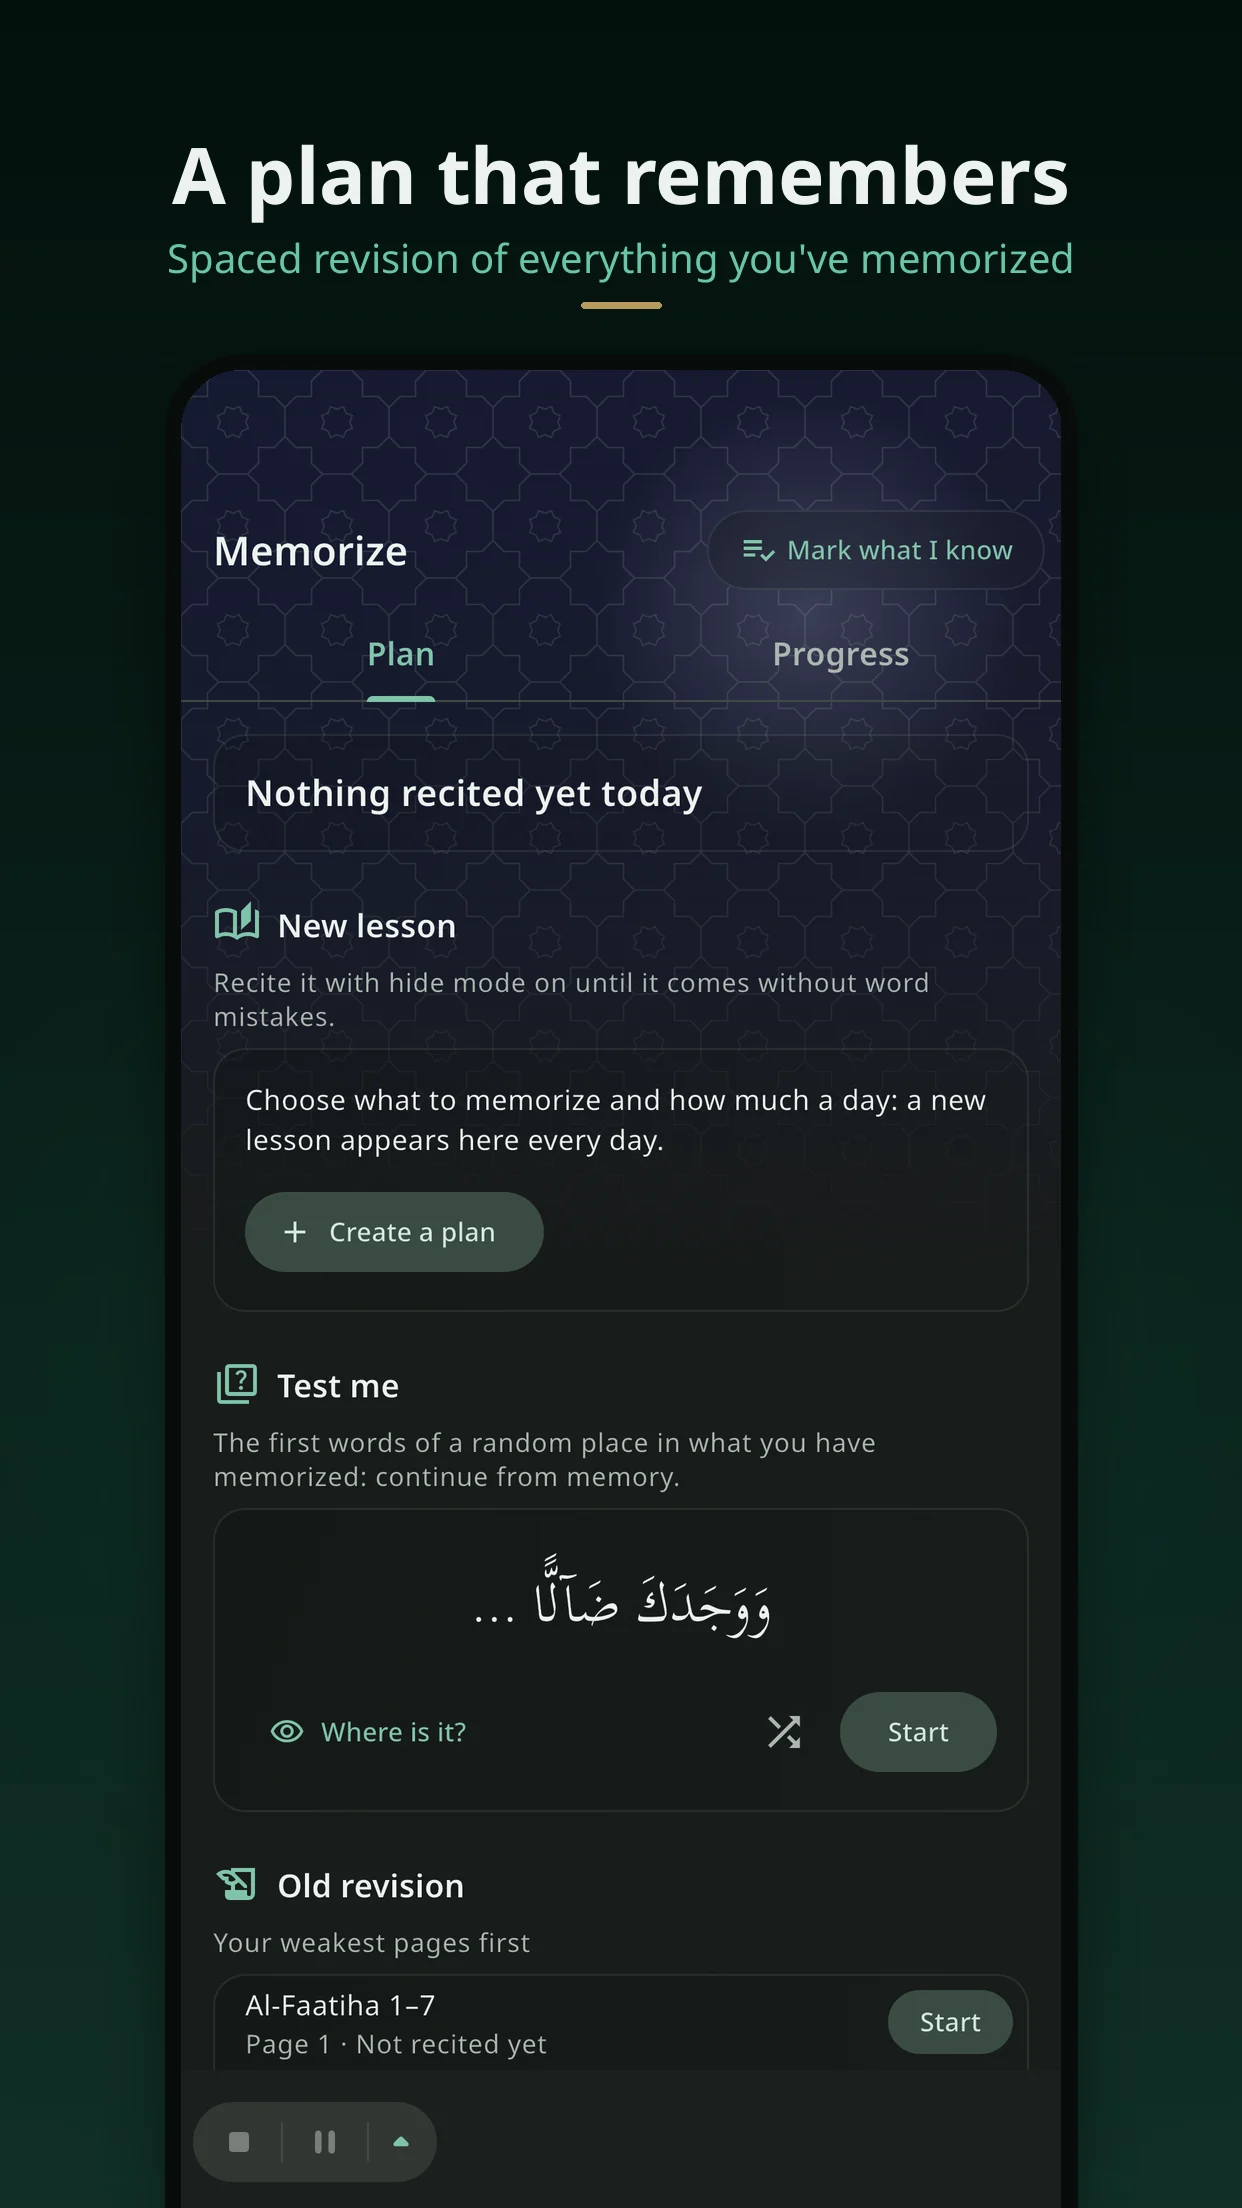 A plan that remembers
Spaced revision of everything you've memorized
Memorize
Mark what I know
Plan
Progress
Nothing recited yet today
New lesson
Recite it with hide mode on until it comes without word
mistakes.
Choose what to memorize and how much a day: a new
lesson appears here every day.
+ Create a plan
Test me
The first words of a random place in what you have
memorized: continue from memory.
وَوَجَدَكَ ضَآلًّا ...
Where is it?
Start
Old revision
Your weakest pages first
Al-Faatiha 1–7
Page 1 · Not recited yet
Start